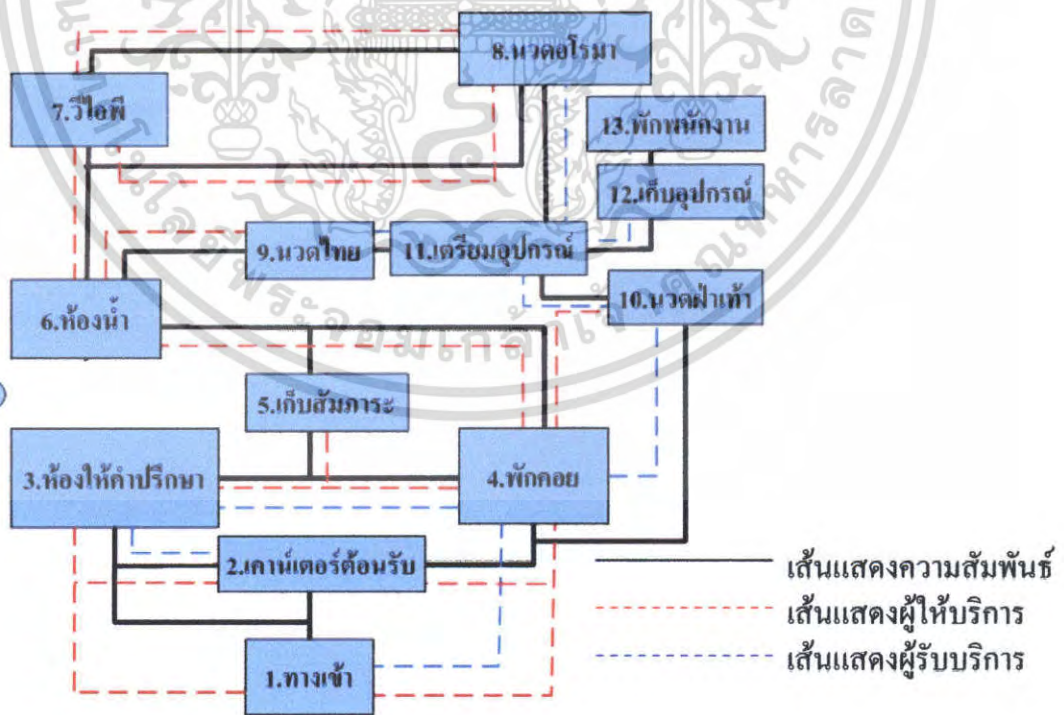 8.นวดอโรมา
7.วีไอพี
13.พักพนักงาน
12.เก็บอุปกรณ์
9.นวดไทย
11.เตรียมอุปกรณ์
10.นวดฝ่าเท้า
6.ห้องน้ำ
5.เก็บสัมภาระ
3.ห้องให้คำปรึกษา
4.พักคอย
2.เคาน์เตอร์ต้อนรับ
1.ทางเข้า
เส้นแสดงความสัมพันธ์
เส้นแสดงผู้ให้บริการ
เส้นแสดงผู้รับบริการ